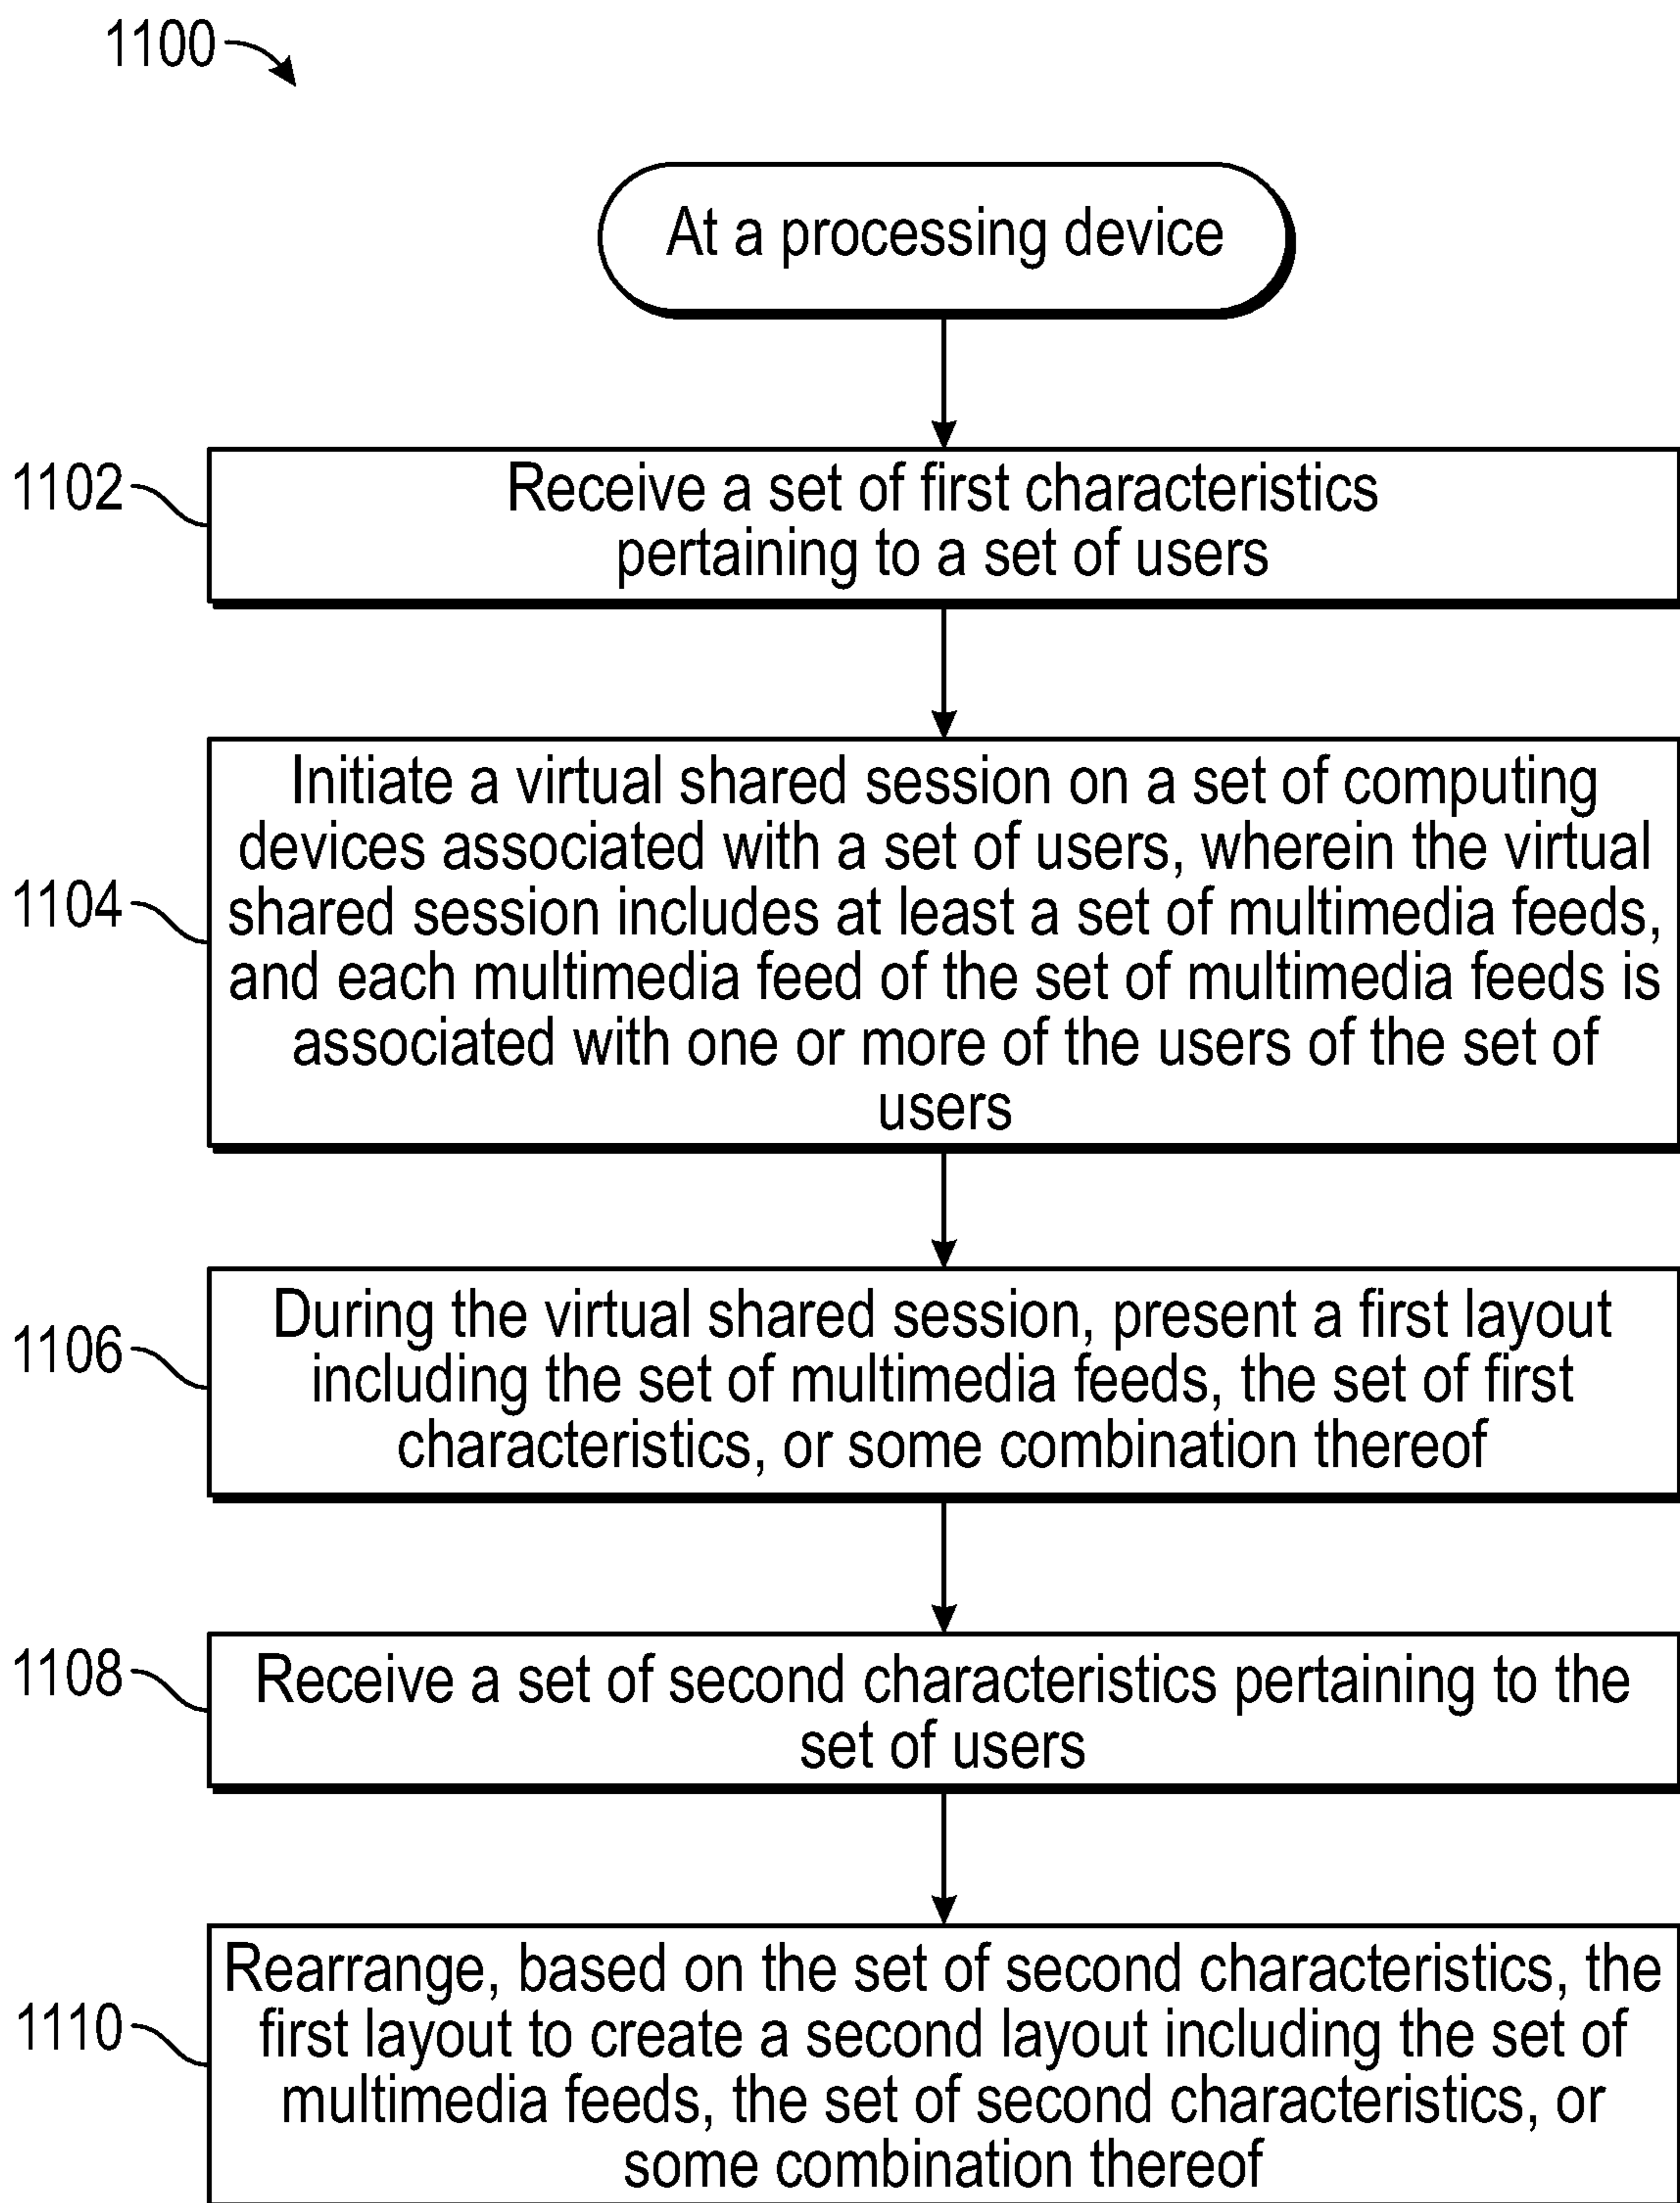 1100
At a processing device
1102
Receive a set of first characteristics
pertaining to a set of users
1104
Initiate a virtual shared session on a set of computing
devices associated with a set of users, wherein the virtual
shared session includes at least a set of multimedia feeds,
and each multimedia feed of the set of multimedia feeds is
associated with one or more of the users of the set of
users
1106
During the virtual shared session, present a first layout
including the set of multimedia feeds, the set of first
characteristics, or some combination thereof
1108
Receive a set of second characteristics pertaining to the
set of users
1110
Rearrange, based on the set of second characteristics, the
first layout to create a second layout including the set of
multimedia feeds, the set of second characteristics, or
some combination thereof